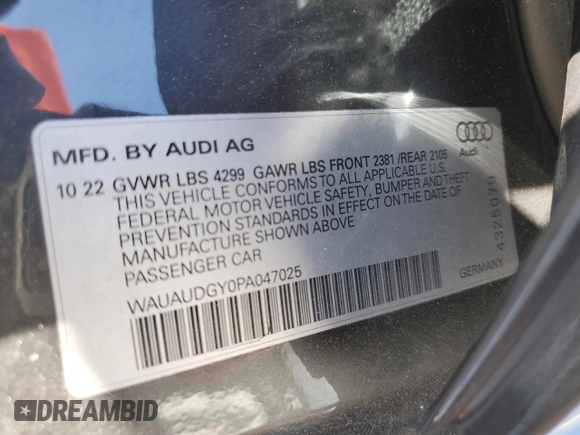 MFD. BY AUDI AG
Audi
10 22 GVWR LBS 4299 GAWR LBS FRONT 2381 /REAR 2105
THIS VEHICLE CONFORMS TO ALL APPLICABLE U.S.
FEDERAL MOTOR VEHICLE SAFETY, BUMPER AND THEFT
PREVENTION STANDARDS IN EFFECT ON THE DATE OF
MANUFACTURE SHOWN ABOVE
PASSENGER CAR
WAUAUDGY0PA047025
GERMANY
4325079
DREAMBID